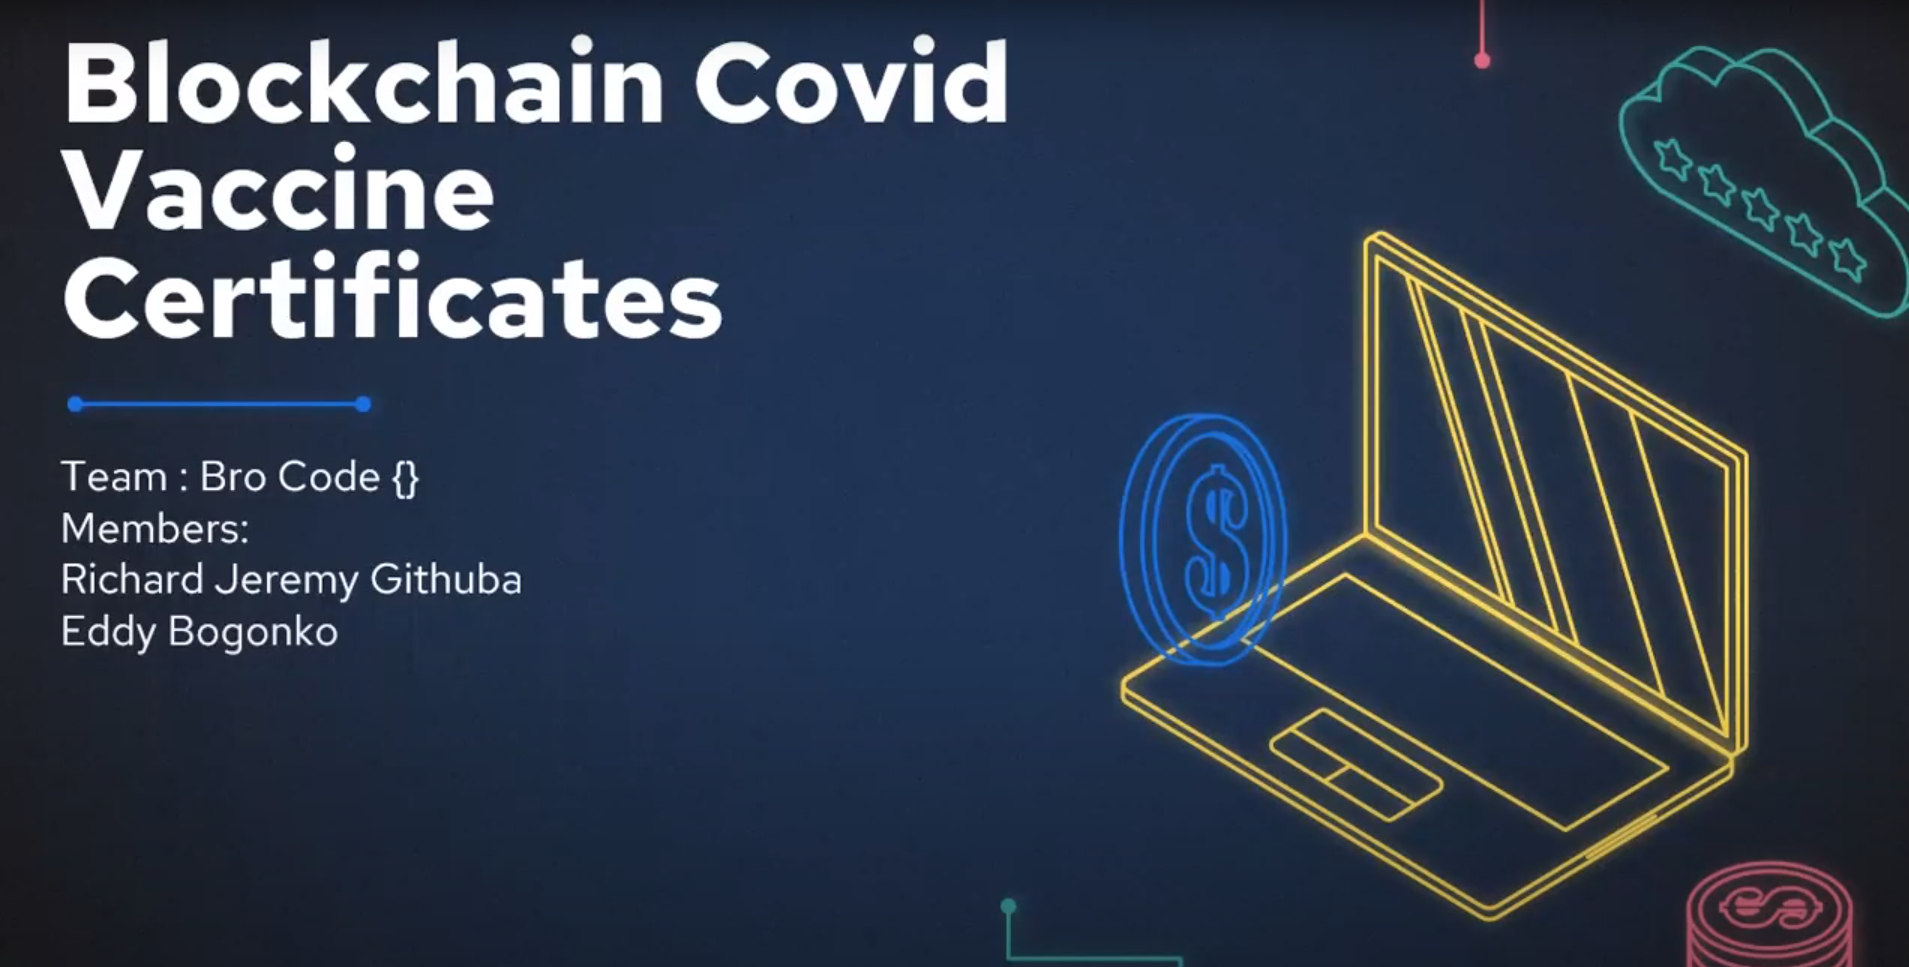 Blockchain Covid
Vaccine
Certificates
Team : Bro Code {}
Members:
Richard Jeremy Githuba
Eddy Bogonko